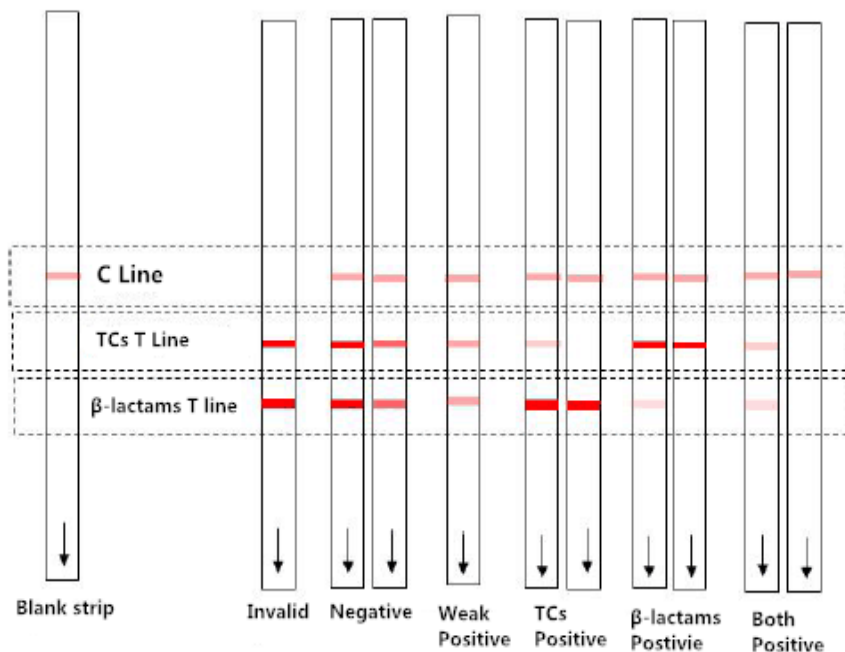 C Line
TCs T Line
β-lactams T line
Blank strip
Invalid
Negative
Weak
Positive
TCs
Positive
β-lactams
Postivie
Both
Positive